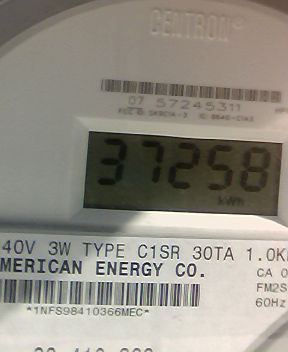 CENTRON®
07 57245311
37258
kWh
40V 3W TYPE C1SR 30TA 1.0K
MERICAN ENERGY CO.
CA 0
FM2S
60Hz
*1NFS98410366MEC*